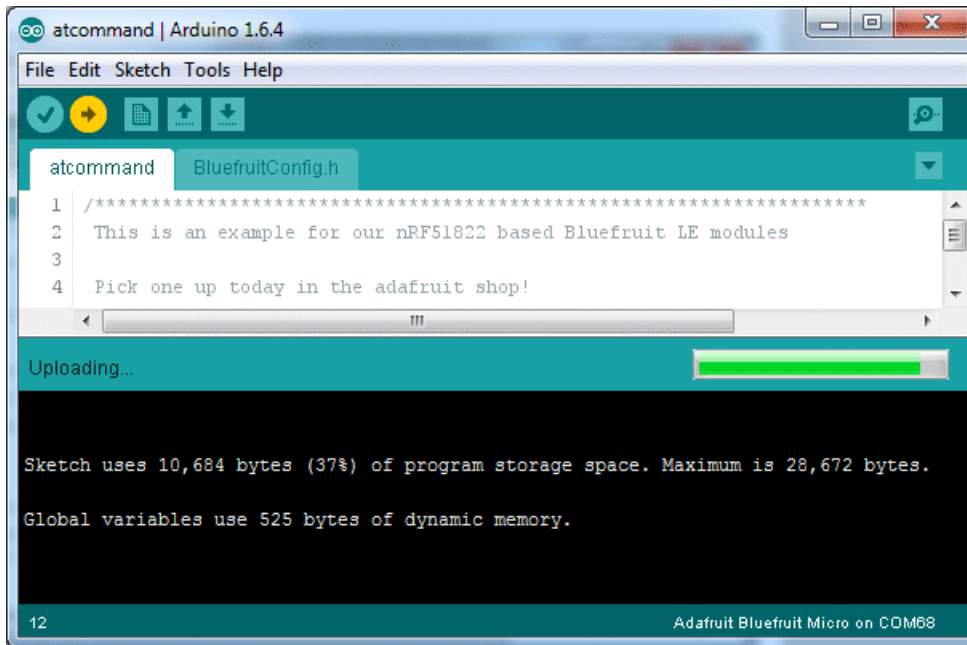 atcommand | Arduino 1.6.4
File Edit Sketch Tools Help
atcommand BluefruitConfig.h
1 /*********************************************************************
2 This is an example for our nRF51822 based Bluefruit LE modules
3
4 Pick one up today in the adafruit shop!
Uploading...
Sketch uses 10,684 bytes (37%) of program storage space. Maximum is 28,672 bytes.
Global variables use 525 bytes of dynamic memory.
12 Adafruit Bluefruit Micro on COM68